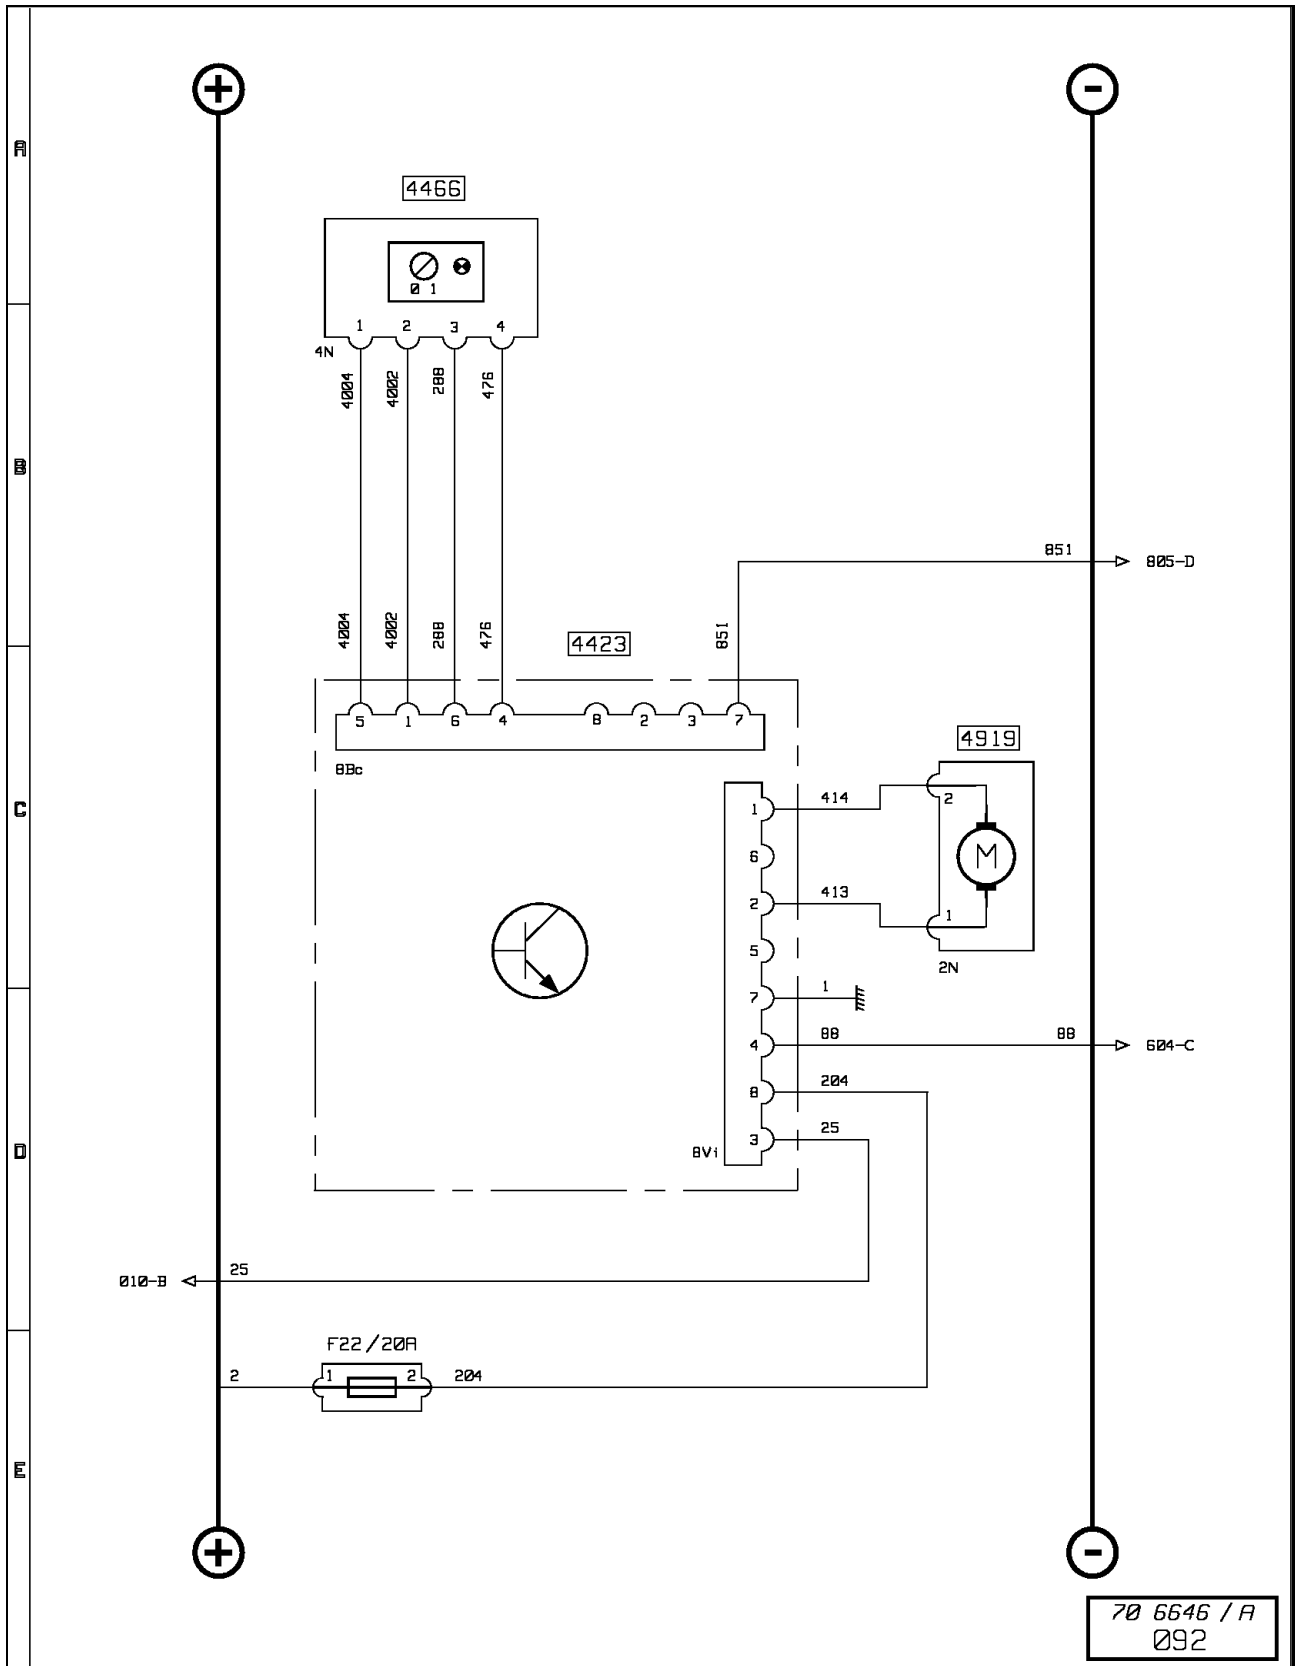 + -
A
4466
0 1
1 2 3 4
4N
4004 4002 288 476
B
851 805-D
4004 4002 288 476 851
4423
5 1 6 4 8 2 3 7
8Bc
4919
C
1 414 2
6 M
2 413 1
5
2N
7 1
4 88 88 604-C
8 204
3 25
8Vi
D
010-B 25
F22/20A
2 1 2 204
E
+ -
70 6646 / A
092